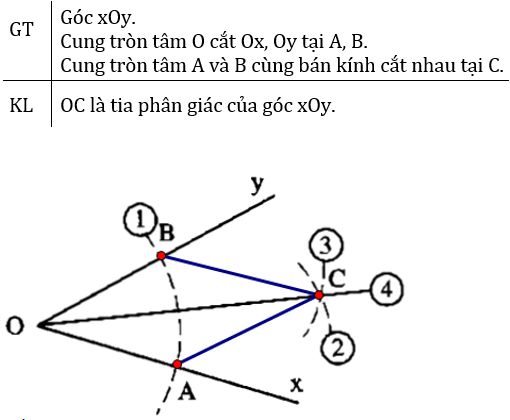 GT
Góc xOy.
Cung tròn tâm O cắt Ox, Oy tại A, B.
Cung tròn tâm A và B cùng bán kính cắt nhau tại C.
KL
OC là tia phân giác của góc xOy.
y
1
B
3
C
4
O
2
A
x